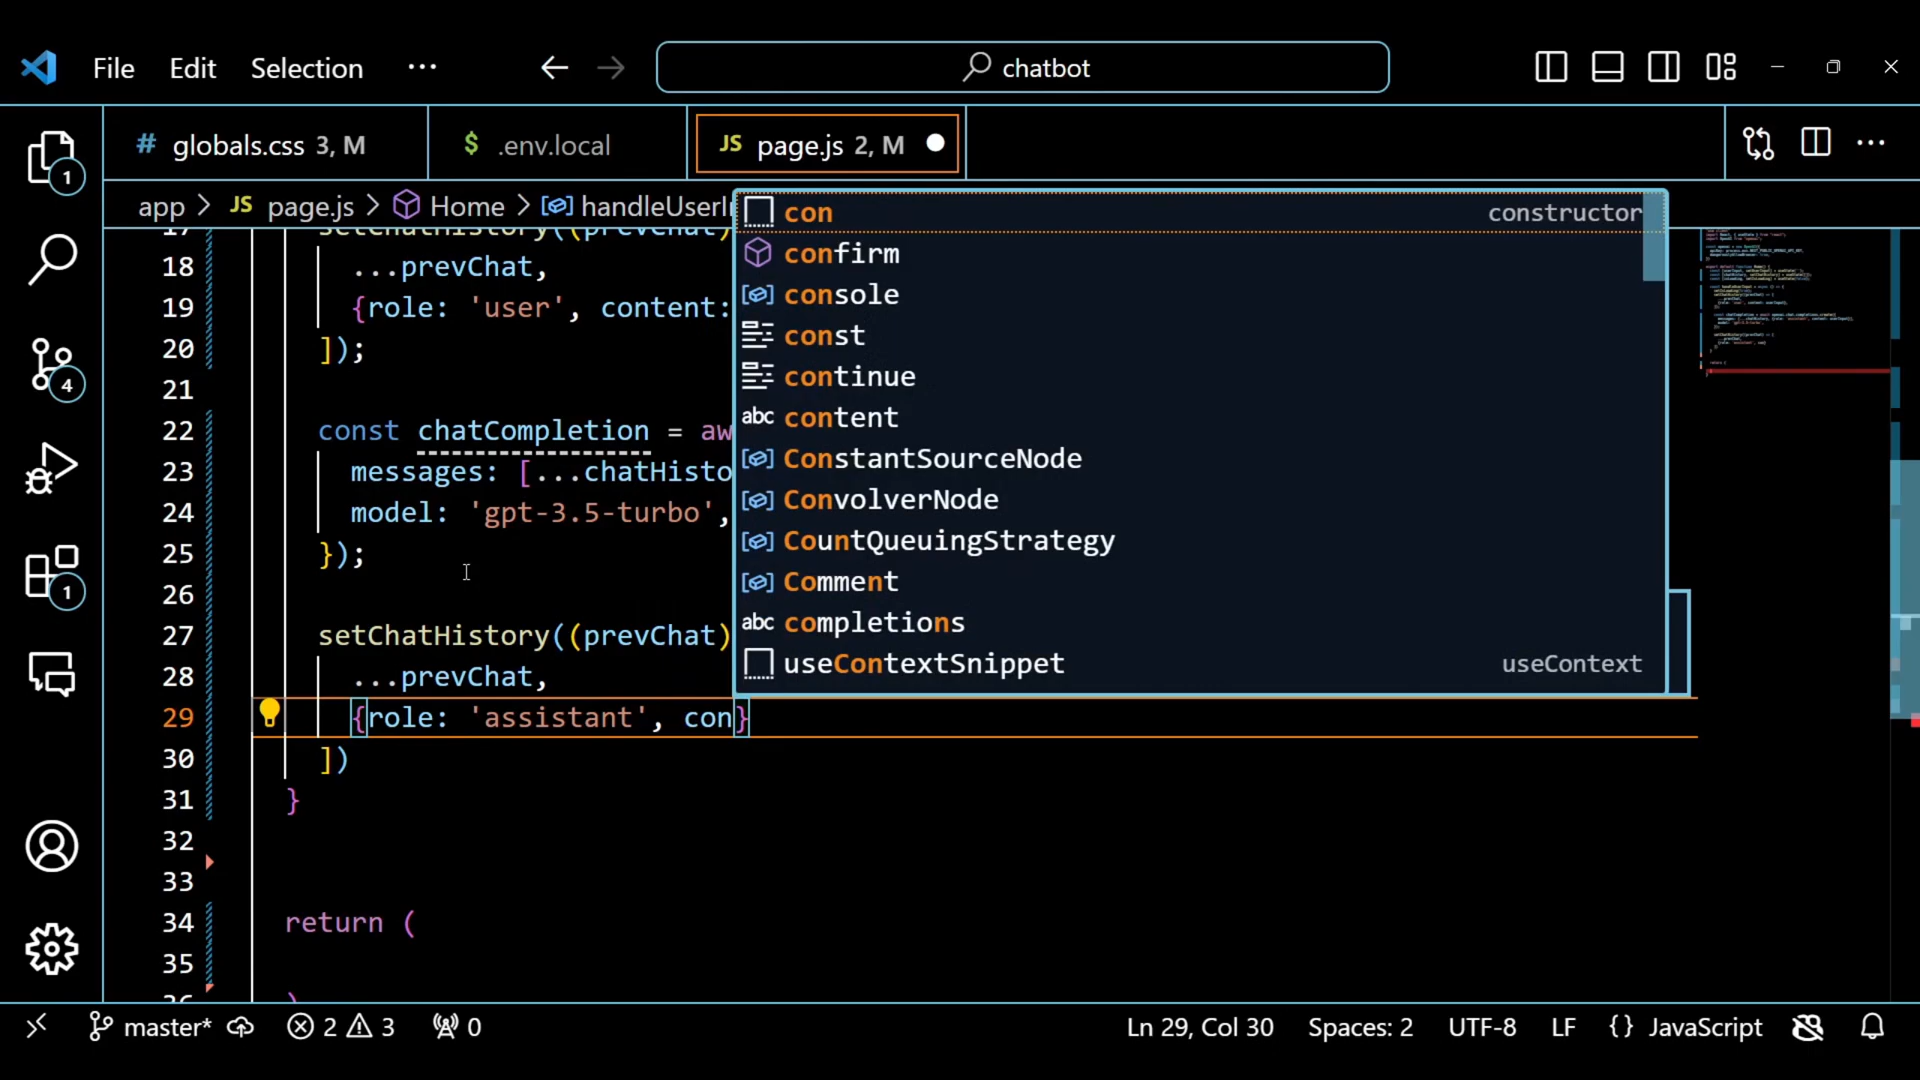 File Edit Selection ··· chatbot
# globals.css 3, M $ .env.local JS page.js 2, M
app > JS page.js > Home > handleUserI
1
18
19
20
21
22
23
24
25
26
27
28
29
30
31
32
33
34
35
setChatHistory((prevChat)
...prevChat,
{role: 'user', content:
]);
const chatCompletion = aw
messages: [...chatHisto
model: 'gpt-3.5-turbo',
});
setChatHistory((prevChat)
...prevChat,
{role: 'assistant', con}
])
}
return (
con constructor
confirm
console
const
continue
abc content
ConstantSourceNode
ConvolverNode
CountQueuingStrategy
Comment
abc completions
useContextSnippet useContext
4
1
master* 2 3 0 Ln 29, Col 30 Spaces: 2 UTF-8 LF {} JavaScript